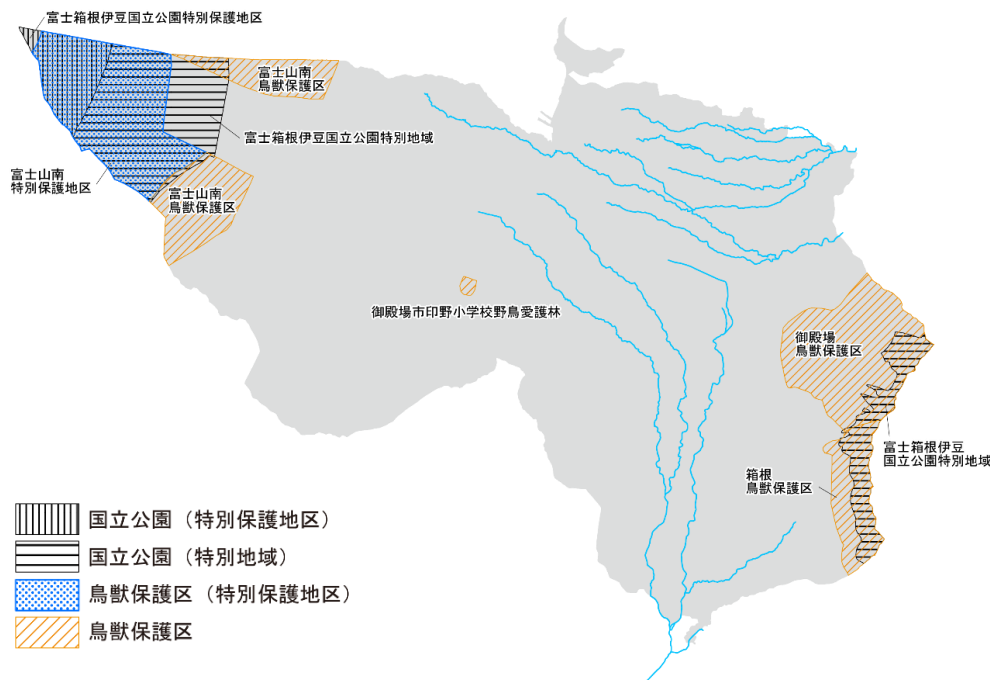 富士箱根伊豆国立公園特別保護地区
富士山南
鳥獣保護区
富士箱根伊豆国立公園特別地域
富士山南
特別保護地区
富士山南
鳥獣保護区
御殿場市印野小学校野鳥愛護林
御殿場
鳥獣保護区
富士箱根伊豆
国立公園特別地域
箱根
鳥獣保護区
国立公園（特別保護地区）
国立公園（特別地域）
鳥獣保護区（特別保護地区）
鳥獣保護区